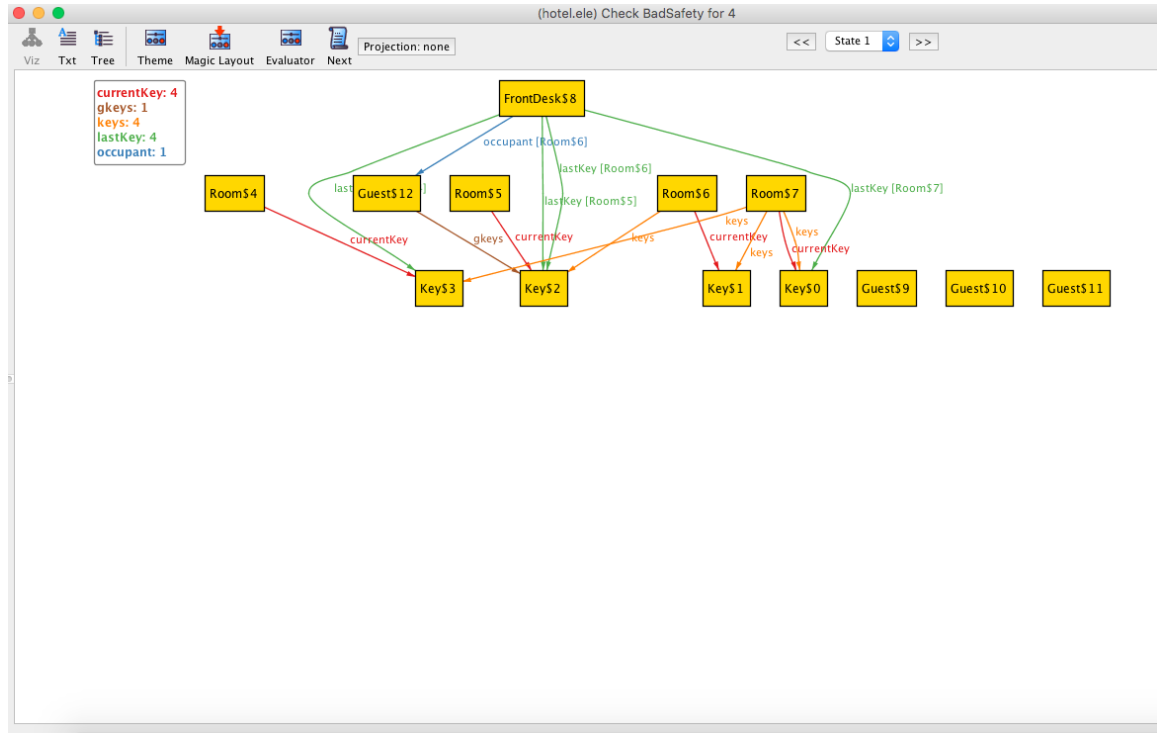 (hotel.ele) Check BadSafety for 4
Viz Txt Tree Theme Magic Layout Evaluator Next Projection: none << State 1 >>
currentKey: 4
gkeys: 1
keys: 4
lastKey: 4
occupant: 1
FrontDesk$8
occupant [Room$6]
lastKey [Room$6]
Room$4 Guest$12 Room$5 Room$6 Room$7 lastKey [Room$7]
lastKey [Room$5]
keys
keys
currentKey gkeys currentKey keys currentKey
currentKey
keys
Key$3 Key$2 Key$1 Key$0 Guest$9 Guest$10 Guest$11